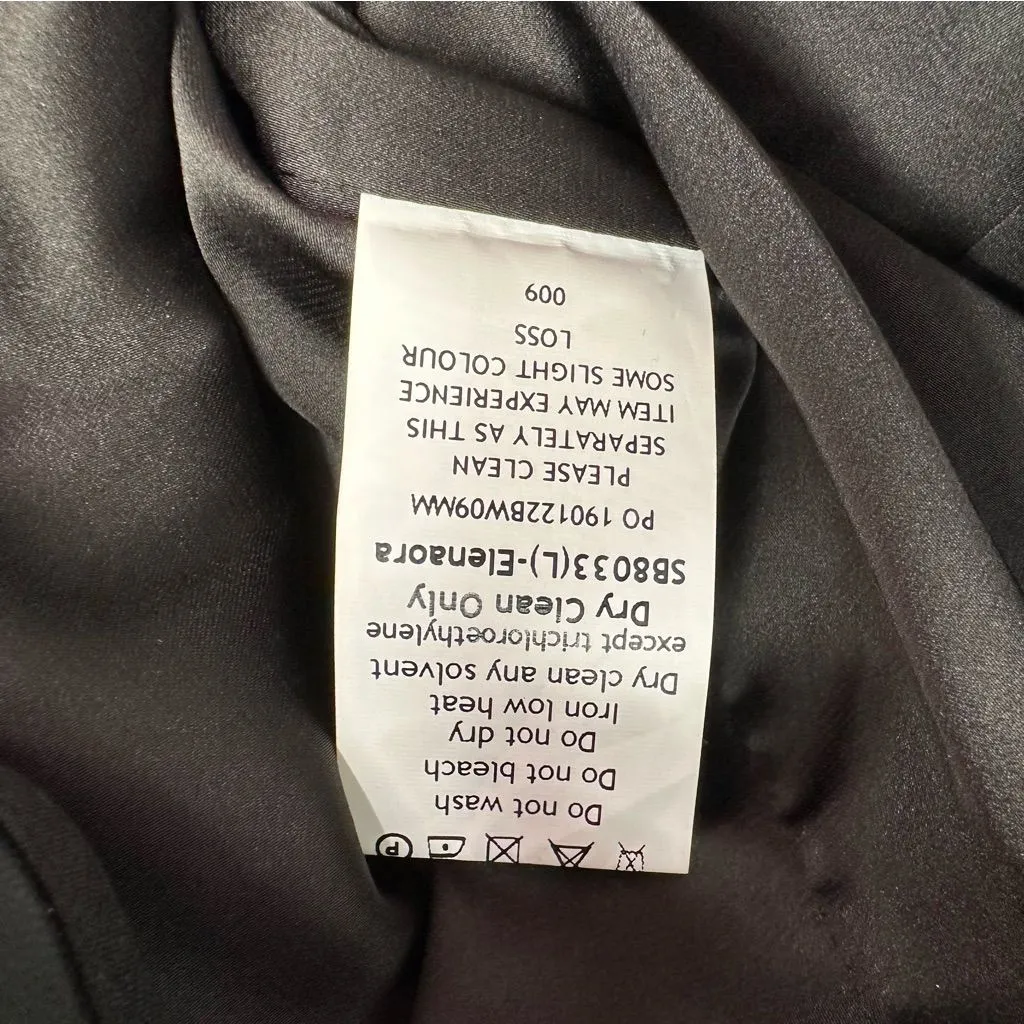 P
Do not wash
Do not bleach
Do not dry
Iron low heat
Dry clean any solvent
except trichloroethylene
Dry Clean Only
SB8033(L)-Elenaora
PO 190122BW09MM
PLEASE CLEAN
SEPARATELY AS THIS
ITEM MAY EXPERIENCE
SOME SLIGHT COLOUR
LOSS
009